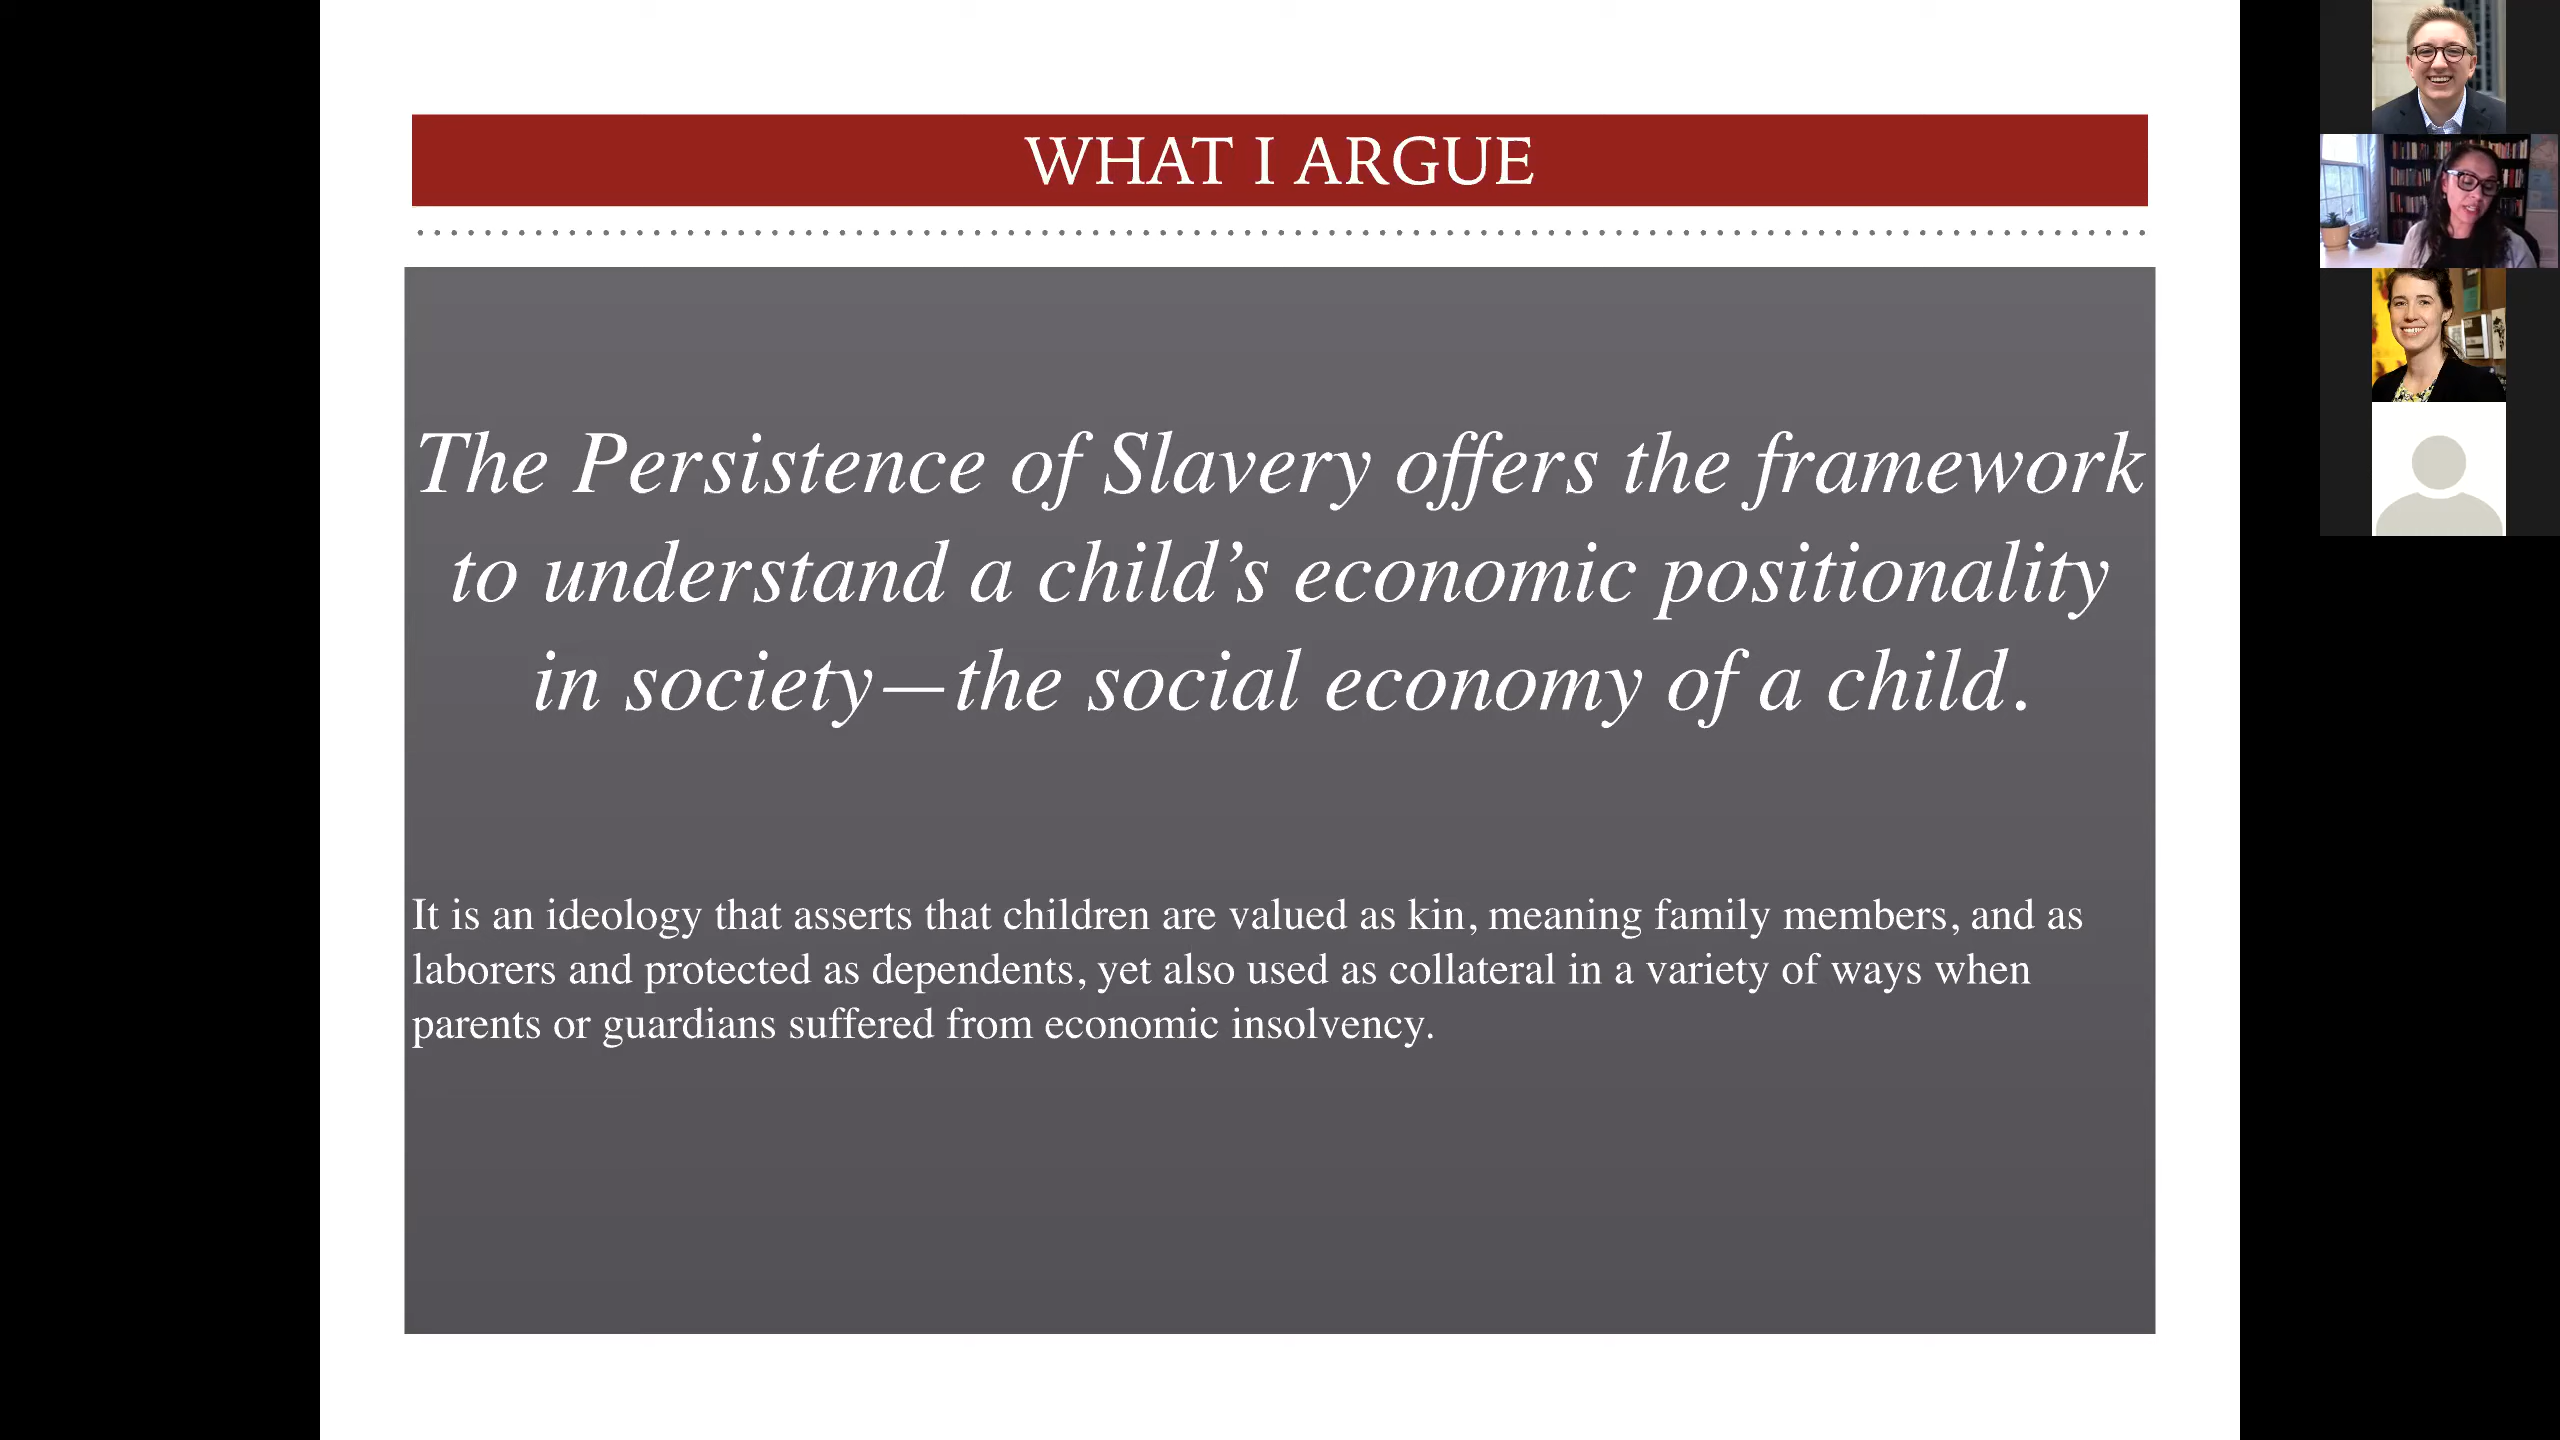 WHAT I ARGUE
The Persistence of Slavery offers the framework
to understand a child’s economic positionality
in society—the social economy of a child.
It is an ideology that asserts that children are valued as kin, meaning family members, and as
laborers and protected as dependents, yet also used as collateral in a variety of ways when
parents or guardians suffered from economic insolvency.